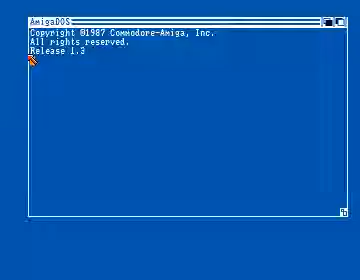 AmigaDOS
Copyright ©1987 Commodore-Amiga, Inc.
All rights reserved.
Release 1.3